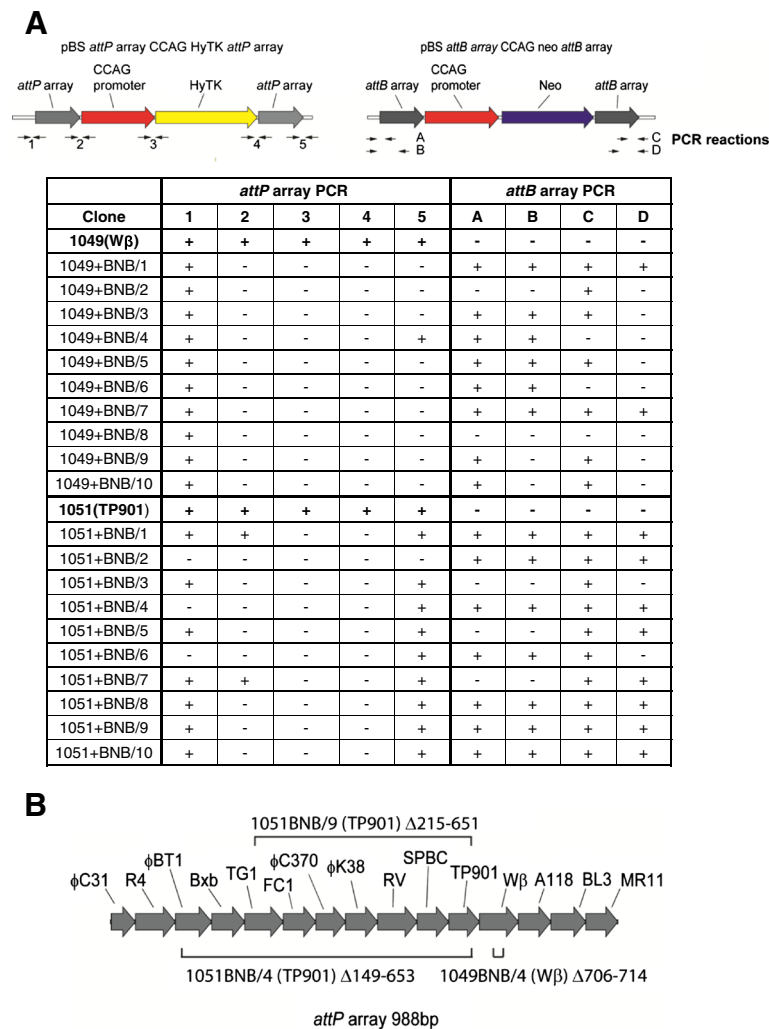 A
pBS attP array CCAG HyTK attP array
pBS attB array CCAG neo attB array
attP array CCAG promoter HyTK attP array
attB array CCAG promoter Neo attB array
1 2 3 4 5
A C PCR reactions
B D
attP array PCR attB array PCR
Clone 1 2 3 4 5 A B C D
1049(Wβ) + + + + + - - - -
1049+BNB/1 + - - - - + + + +
1049+BNB/2 + - - - - - - + -
1049+BNB/3 + - - - - + + + -
1049+BNB/4 + - - - + + + - -
1049+BNB/5 + - - - - + + + -
1049+BNB/6 + - - - - + + - -
1049+BNB/7 + - - - - + + + +
1049+BNB/8 + - - - - - - - -
1049+BNB/9 + - - - - + - + -
1049+BNB/10 + - - - - + - + -
1051(TP901) + + + + + - - - -
1051+BNB/1 + + - - + + + + +
1051+BNB/2 - - - - - + + + +
1051+BNB/3 + - - - + - - + -
1051+BNB/4 - - - - + + + + +
1051+BNB/5 + - - - + - - + +
1051+BNB/6 - - - - + + + + -
1051+BNB/7 + + - - + - - + +
1051+BNB/8 + - - - + + + + +
1051+BNB/9 + - - - + + + + +
1051+BNB/10 + - - - + + + + +
B
1051BNB/9 (TP901) Δ215-651
ϕC31 R4 ϕBT1 Bxb TG1 FC1 ϕC370 ϕK38 RV SPBC TP901 Wβ A118 BL3 MR11
1051BNB/4 (TP901) Δ149-653 1049BNB/4 (Wβ) Δ706-714
attP array 988bp